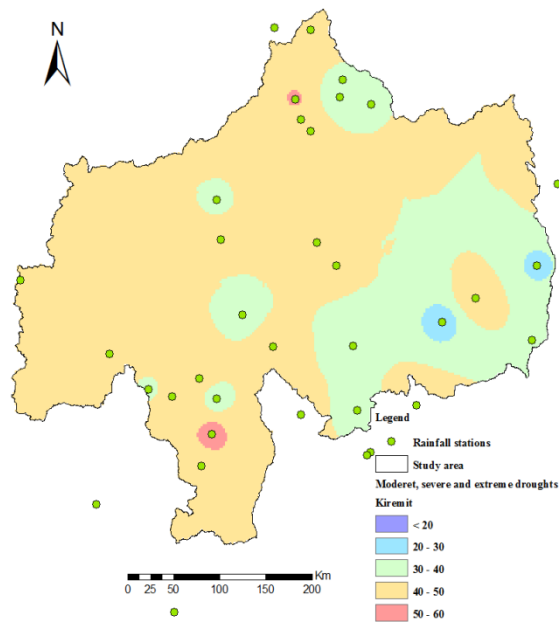 N
Legend
Rainfall stations
Study area
Moderet, severe and extreme droughts
Kiremit
< 20
20 - 30
30 - 40
40 - 50
50 - 60
Km
0 25 50 100 150 200